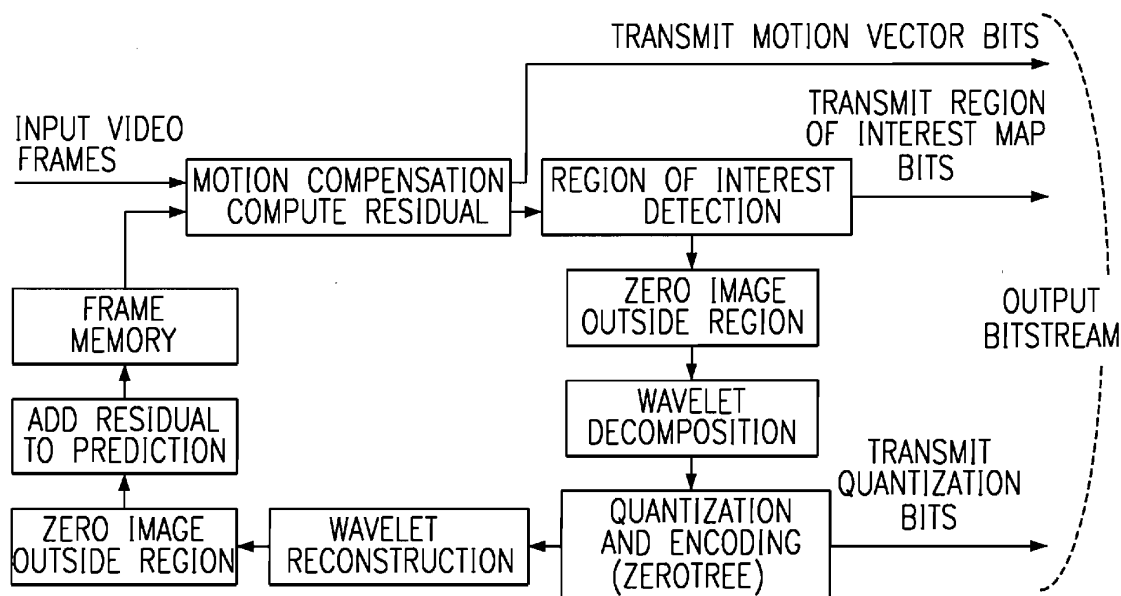 TRANSMIT MOTION VECTOR BITS
INPUT VIDEO
FRAMES
TRANSMIT REGION
OF INTEREST MAP
BITS
MOTION COMPENSATION
COMPUTE RESIDUAL
REGION OF INTEREST
DETECTION
FRAME
MEMORY
ZERO IMAGE
OUTSIDE REGION
OUTPUT
BITSTREAM
ADD RESIDUAL
TO PREDICTION
WAVELET
DECOMPOSITION
TRANSMIT
QUANTIZATION
BITS
ZERO IMAGE
OUTSIDE REGION
WAVELET
RECONSTRUCTION
QUANTIZATION
AND ENCODING
(ZEROTREE)